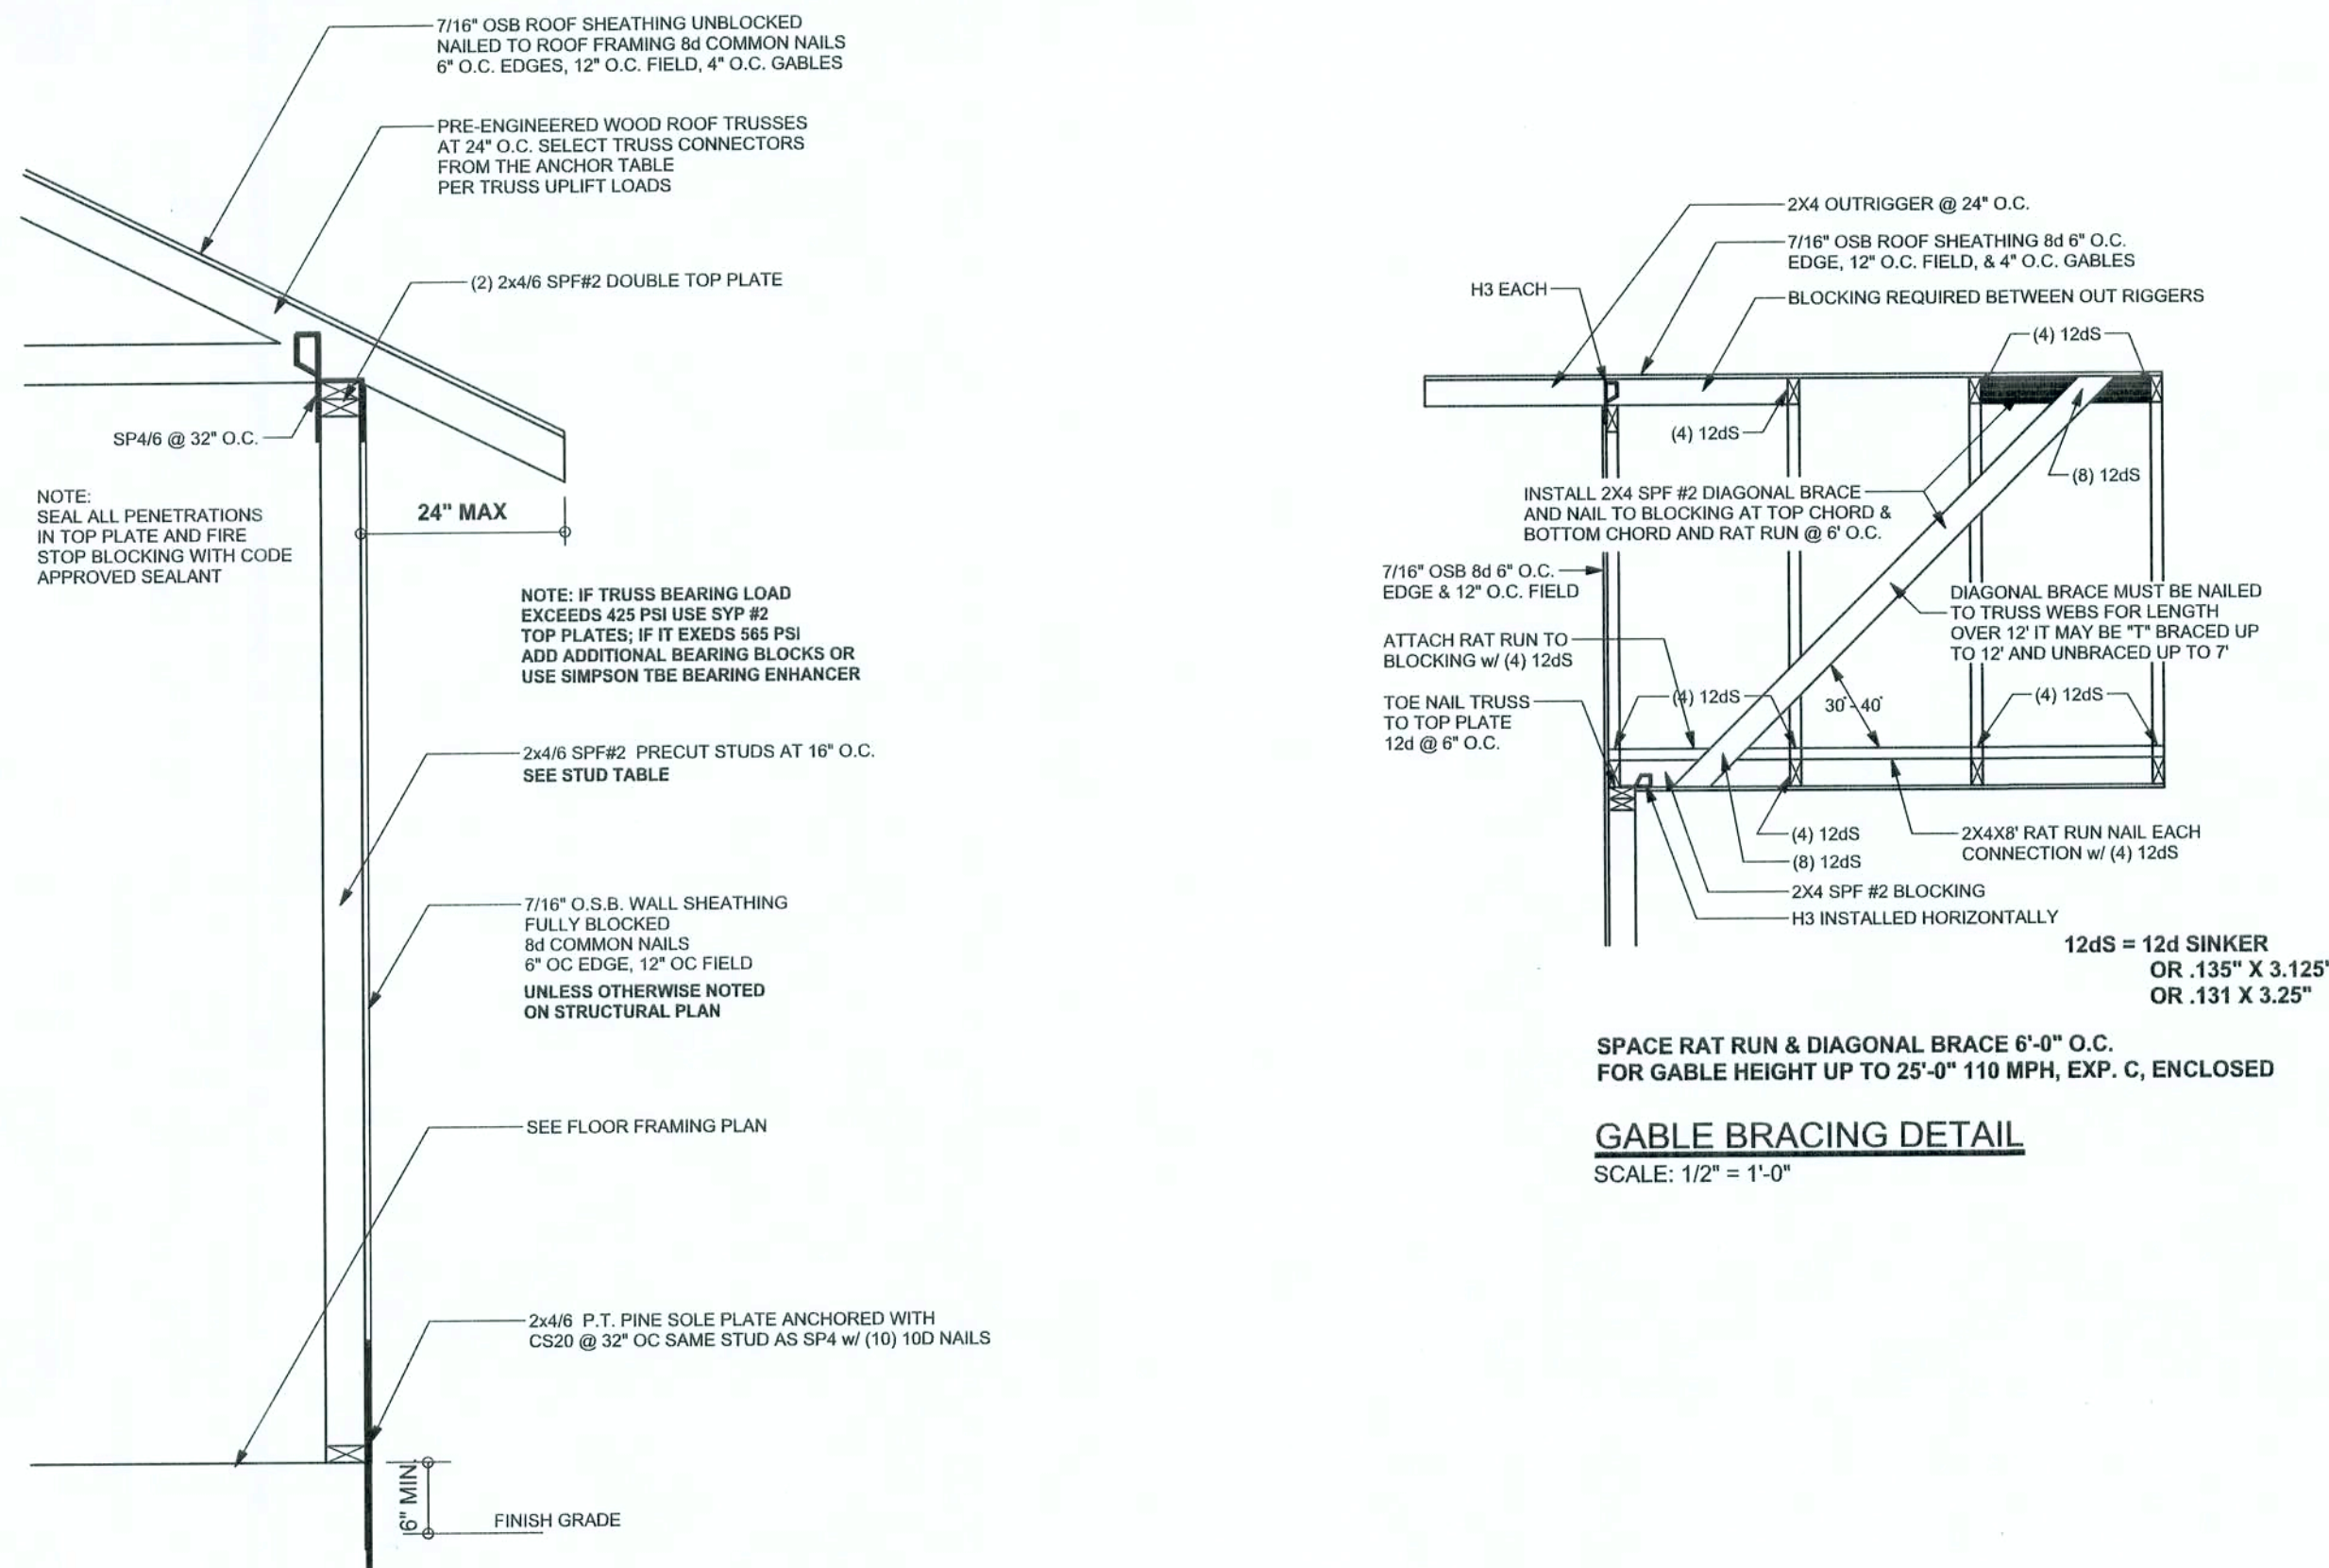 7/16" OSB ROOF SHEATHING UNBLOCKED
NAILED TO ROOF FRAMING 8d COMMON NAILS
6" O.C. EDGES, 12" O.C. FIELD, 4" O.C. GABLES
PRE-ENGINEERED WOOD ROOF TRUSSES
AT 24" O.C. SELECT TRUSS CONNECTORS
FROM THE ANCHOR TABLE
PER TRUSS UPLIFT LOADS
(2) 2x4/6 SPF#2 DOUBLE TOP PLATE
SP4/6 @ 32" O.C.
NOTE:
SEAL ALL PENETRATIONS
IN TOP PLATE AND FIRE
STOP BLOCKING WITH CODE
APPROVED SEALANT
24" MAX
NOTE: IF TRUSS BEARING LOAD
EXCEEDS 425 PSI USE SYP #2
TOP PLATES; IF IT EXEDS 565 PSI
ADD ADDITIONAL BEARING BLOCKS OR
USE SIMPSON TBE BEARING ENHANCER
2x4/6 SPF#2 PRECUT STUDS AT 16" O.C.
SEE STUD TABLE
7/16" O.S.B. WALL SHEATHING
FULLY BLOCKED
8d COMMON NAILS
6" OC EDGE, 12" OC FIELD
UNLESS OTHERWISE NOTED
ON STRUCTURAL PLAN
SEE FLOOR FRAMING PLAN
2x4/6 P.T. PINE SOLE PLATE ANCHORED WITH
CS20 @ 32" OC SAME STUD AS SP4 w/ (10) 10D NAILS
6" MIN.
FINISH GRADE
2X4 OUTRIGGER @ 24" O.C.
7/16" OSB ROOF SHEATHING 8d 6" O.C.
EDGE, 12" O.C. FIELD, & 4" O.C. GABLES
H3 EACH
BLOCKING REQUIRED BETWEEN OUT RIGGERS
(4) 12dS
(4) 12dS
(8) 12dS
INSTALL 2X4 SPF #2 DIAGONAL BRACE
AND NAIL TO BLOCKING AT TOP CHORD &
BOTTOM CHORD AND RAT RUN @ 6' O.C.
7/16" OSB 8d 6" O.C.
EDGE & 12" O.C. FIELD
DIAGONAL BRACE MUST BE NAILED
TO TRUSS WEBS FOR LENGTH
OVER 12' IT MAY BE "T" BRACED UP
TO 12' AND UNBRACED UP TO 7'
ATTACH RAT RUN TO
BLOCKING w/ (4) 12dS
TOE NAIL TRUSS
TO TOP PLATE
12d @ 6" O.C.
(4) 12dS
30°- 40°
(4) 12dS
(4) 12dS
(8) 12dS
2X4X8' RAT RUN NAIL EACH
CONNECTION w/ (4) 12dS
2X4 SPF #2 BLOCKING
H3 INSTALLED HORIZONTALLY
12dS = 12d SINKER
OR .135" X 3.125"
OR .131 X 3.25"
SPACE RAT RUN & DIAGONAL BRACE 6'-0" O.C.
FOR GABLE HEIGHT UP TO 25'-0" 110 MPH, EXP. C, ENCLOSED
GABLE BRACING DETAIL
SCALE: 1/2" = 1'-0"